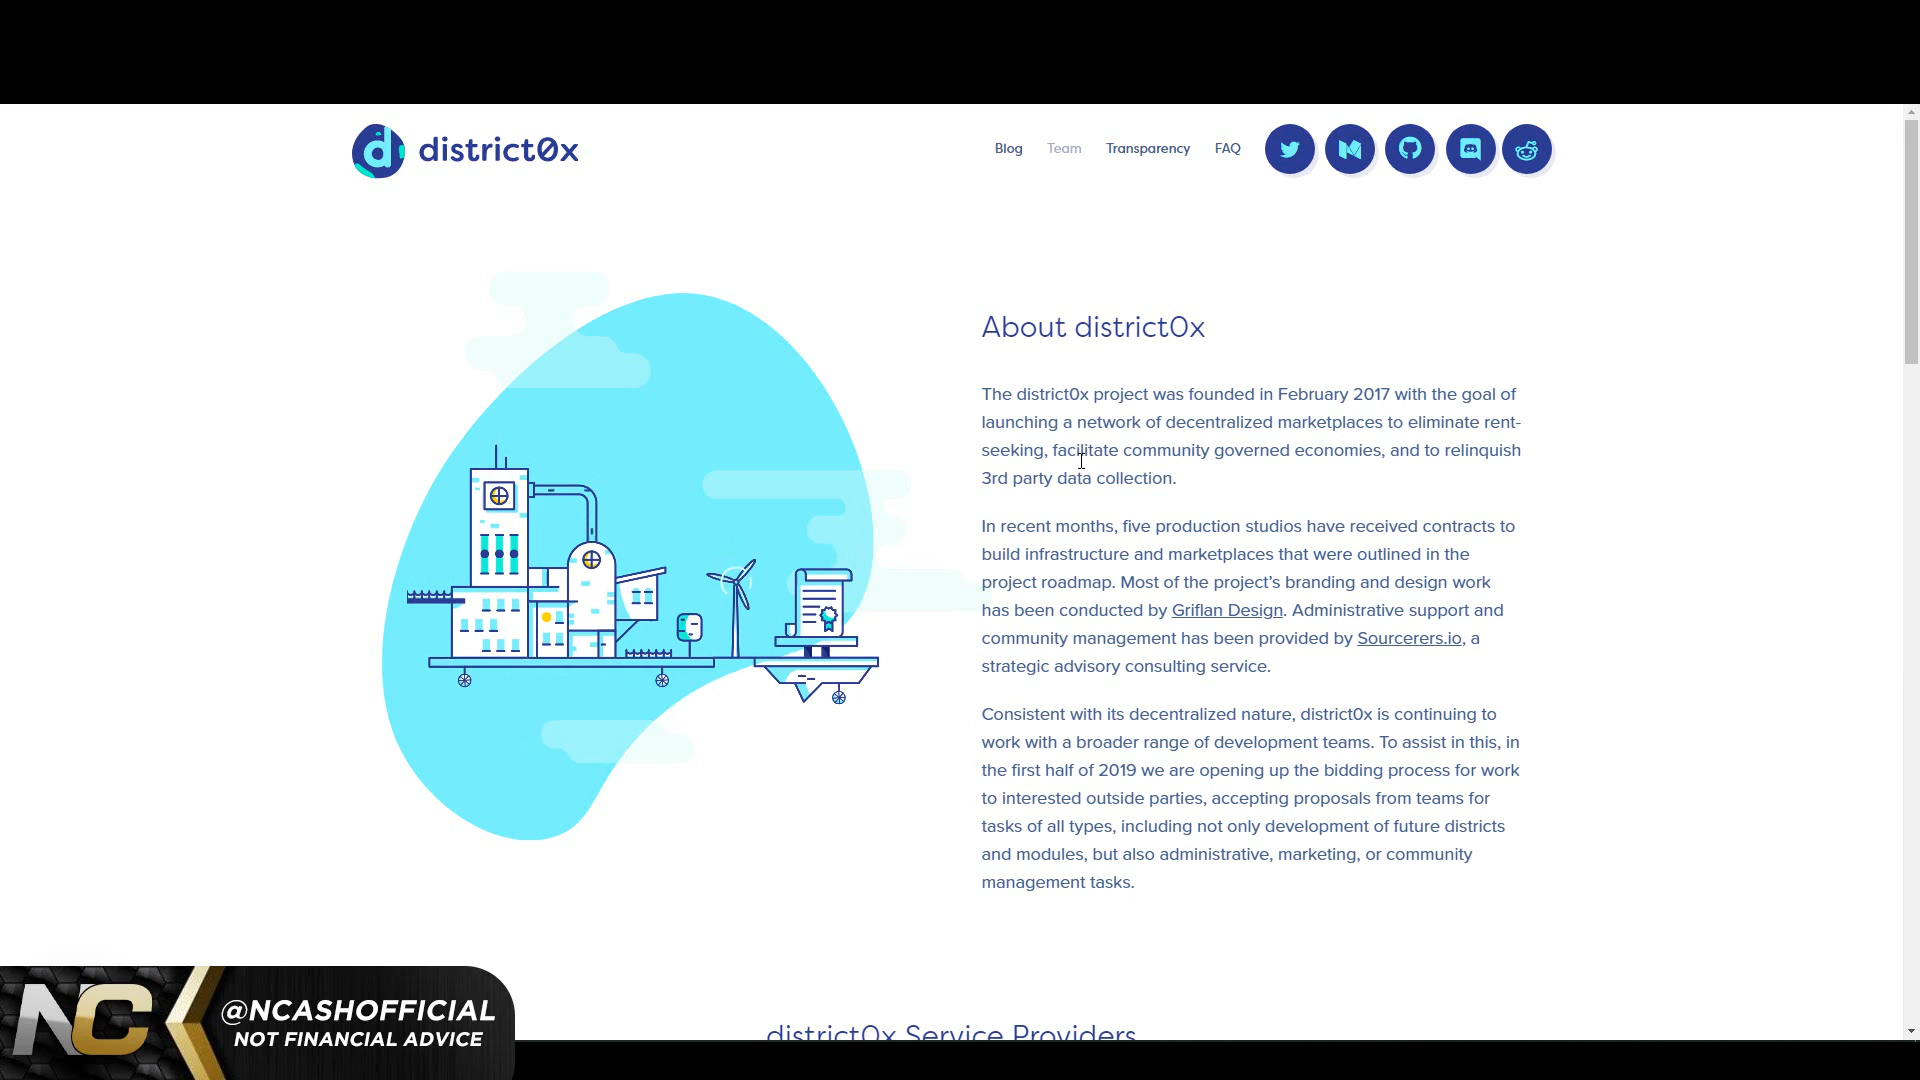 district0x
Blog Team Transparency FAQ
About district0x
The district0x project was founded in February 2017 with the goal of
launching a network of decentralized marketplaces to eliminate rent-
seeking, facilitate community governed economies, and to relinquish
3rd party data collection.
In recent months, five production studios have received contracts to
build infrastructure and marketplaces that were outlined in the
project roadmap. Most of the project’s branding and design work
has been conducted by Griflan Design. Administrative support and
community management has been provided by Sourcerers.io, a
strategic advisory consulting service.
Consistent with its decentralized nature, district0x is continuing to
work with a broader range of development teams. To assist in this, in
the first half of 2019 we are opening up the bidding process for work
to interested outside parties, accepting proposals from teams for
tasks of all types, including not only development of future districts
and modules, but also administrative, marketing, or community
management tasks.
district0x Service Providers
NC
@NCASHOFFICIAL
NOT FINANCIAL ADVICE